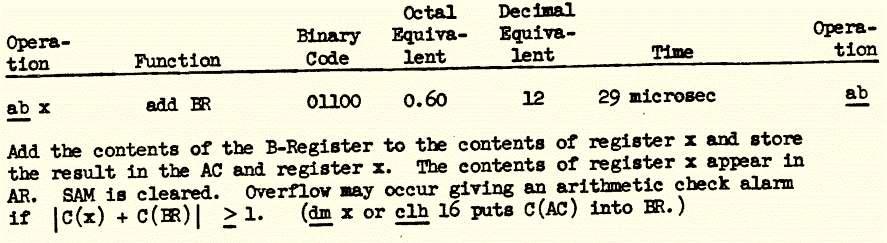 Opera-
tion Function Binary
Code Octal
Equiva-
lent Decimal
Equiva-
lent Time Opera-
tion
ab x add BR 01100 0.60 12 29 microsec ab
Add the contents of the B-Register to the contents of register x and store
the result in the AC and register x. The contents of register x appear in
AR. SAM is cleared. Overflow may occur giving an arithmetic check alarm
if |C(x) + C(BR)| ≥ 1. (dm x or clh 16 puts C(AC) into BR.)